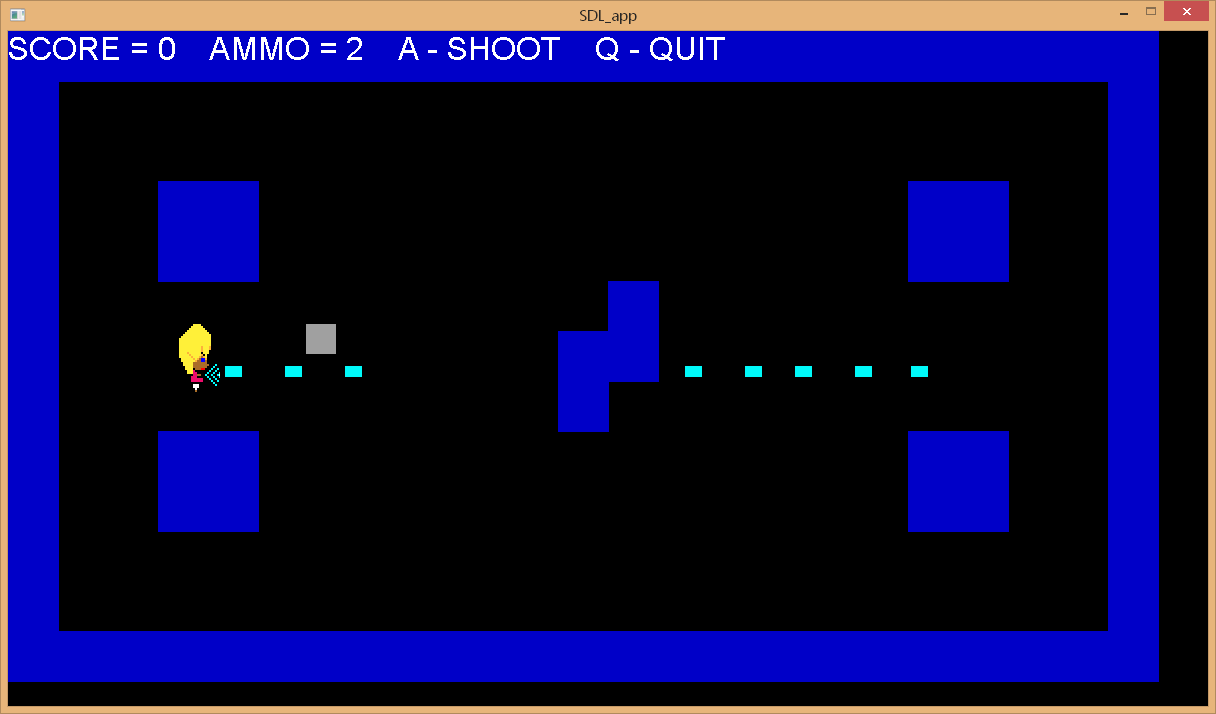 SDL_app
SCORE = 0 AMMO = 2 A - SHOOT Q - QUIT